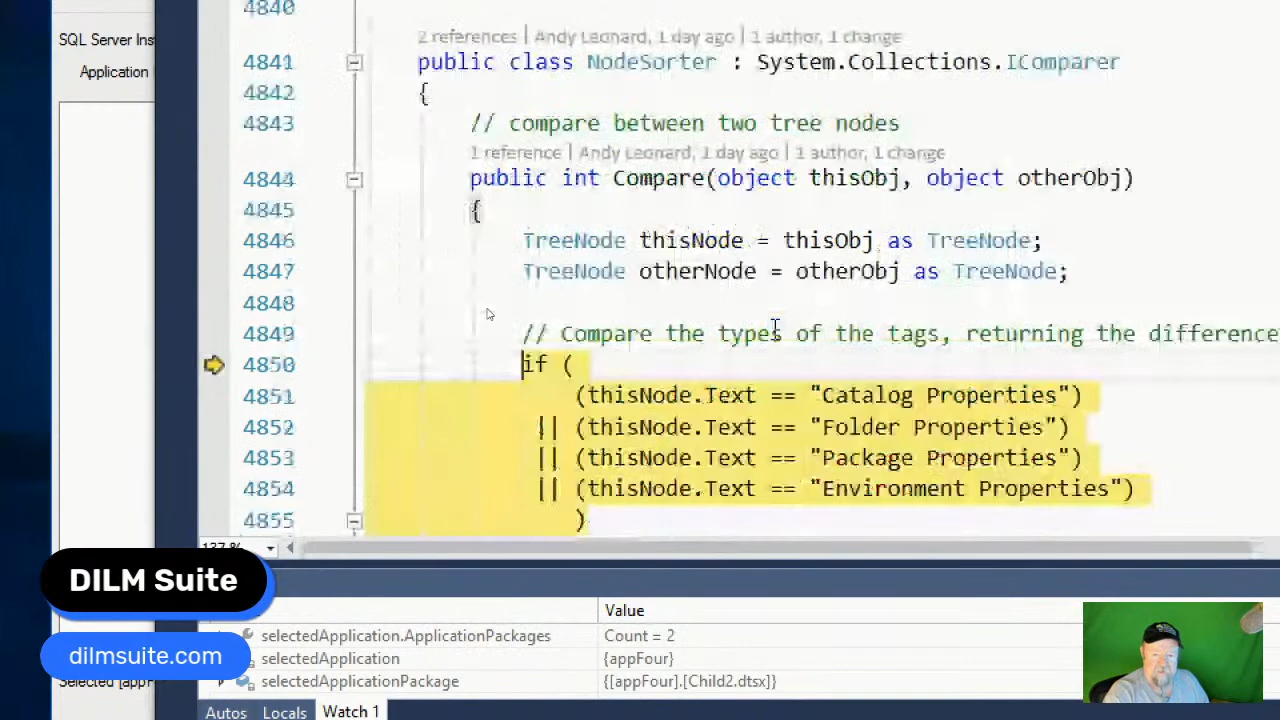 4840
SQL Server Ins
Application
2 references | Andy Leonard, 1 day ago | 1 author, 1 change
4841 public class NodeSorter : System.Collections.IComparer
4842 {
4843 // compare between two tree nodes
1 reference | Andy Leonard, 1 day ago | 1 author, 1 change
4844 public int Compare(object thisObj, object otherObj)
4845 {
4846 TreeNode thisNode = thisObj as TreeNode;
4847 TreeNode otherNode = otherObj as TreeNode;
4848
4849 // Compare the types of the tags, returning the difference
4850 if (
4851 (thisNode.Text == "Catalog Properties")
4852 || (thisNode.Text == "Folder Properties")
4853 || (thisNode.Text == "Package Properties")
4854 || (thisNode.Text == "Environment Properties")
4855 )
137 %
DILM Suite
dilmsuite.com
Value
selectedApplication.ApplicationPackages Count = 2
selectedApplication {appFour}
selectedApplicationPackage {[appFour].[Child2.dtsx]}
Selected [appF
Autos Locals Watch 1